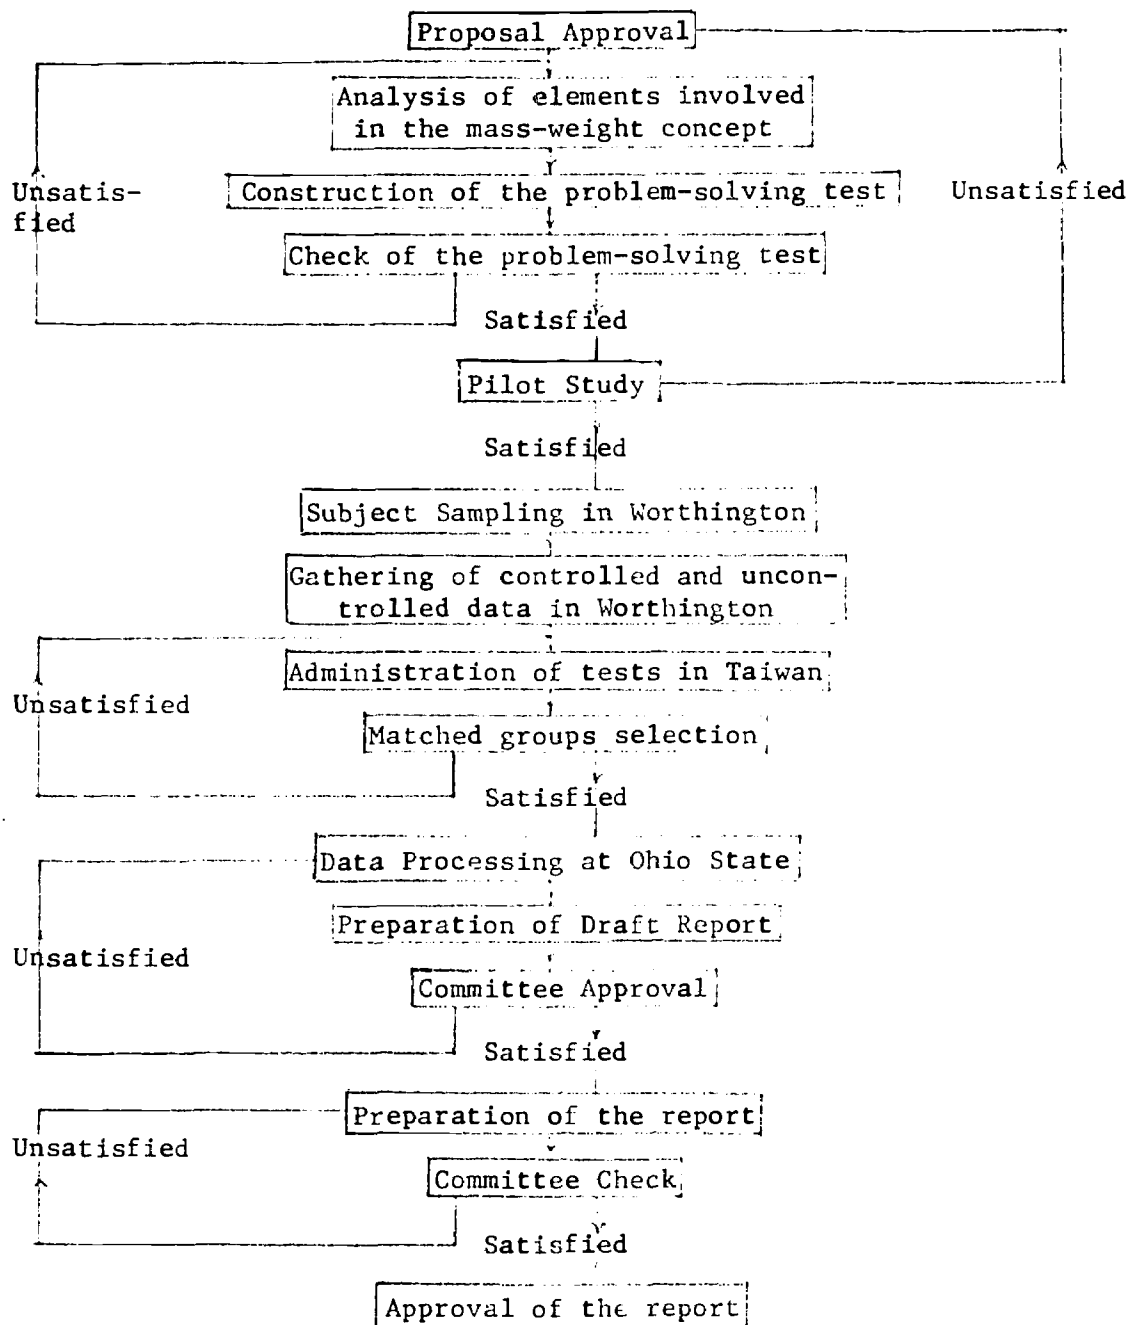 Proposal Approval
Analysis of elements involved
in the mass-weight concept
Unsatis-
fied
Construction of the problem-solving test
Unsatisfied
Check of the problem-solving test
Satisfied
Pilot Study
Satisfied
Subject Sampling in Worthington
Gathering of controlled and uncon-
trolled data in Worthington
Administration of tests in Taiwan
Unsatisfied
Matched groups selection
Satisfied
Data Processing at Ohio State
Preparation of Draft Report
Unsatisfied
Committee Approval
Satisfied
Preparation of the report
Unsatisfied
Committee Check
Satisfied
Approval of the report